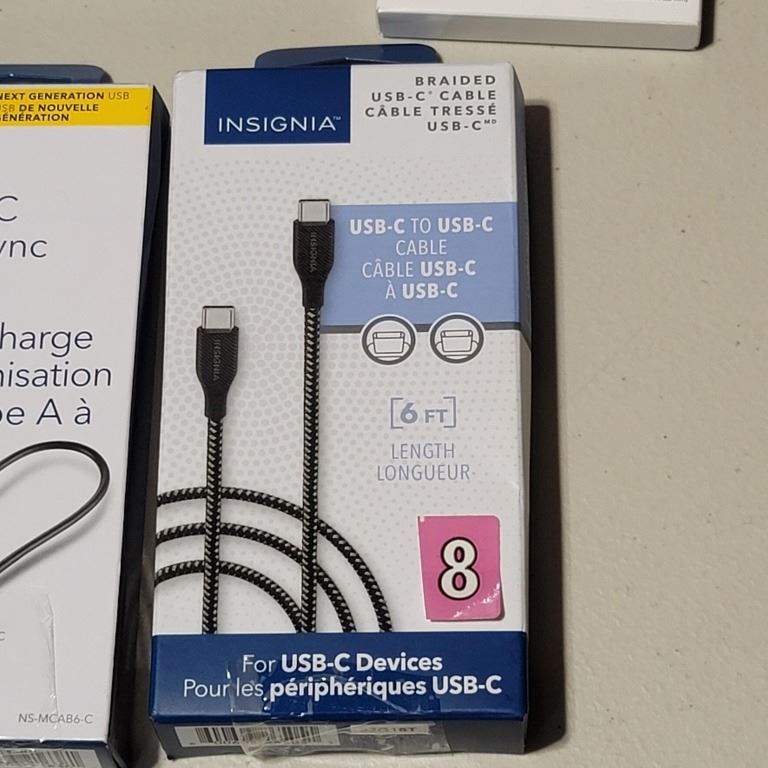 NEXT GENERATION USB
USB DE NOUVELLE
GÉNÉRATION
C
ync
harge
nisation
pe A à
NS-MCAB6-C
INSIGNIA™
BRAIDED
USB-C® CABLE
CÂBLE TRESSÉ
USB-Cᴹᴰ
USB-C TO USB-C
CABLE
CÂBLE USB-C
À USB-C
INSIGNIA
INSIGNIA
[6 FT]
LENGTH
LONGUEUR
8
For USB-C Devices
Pour les périphériques USB-C